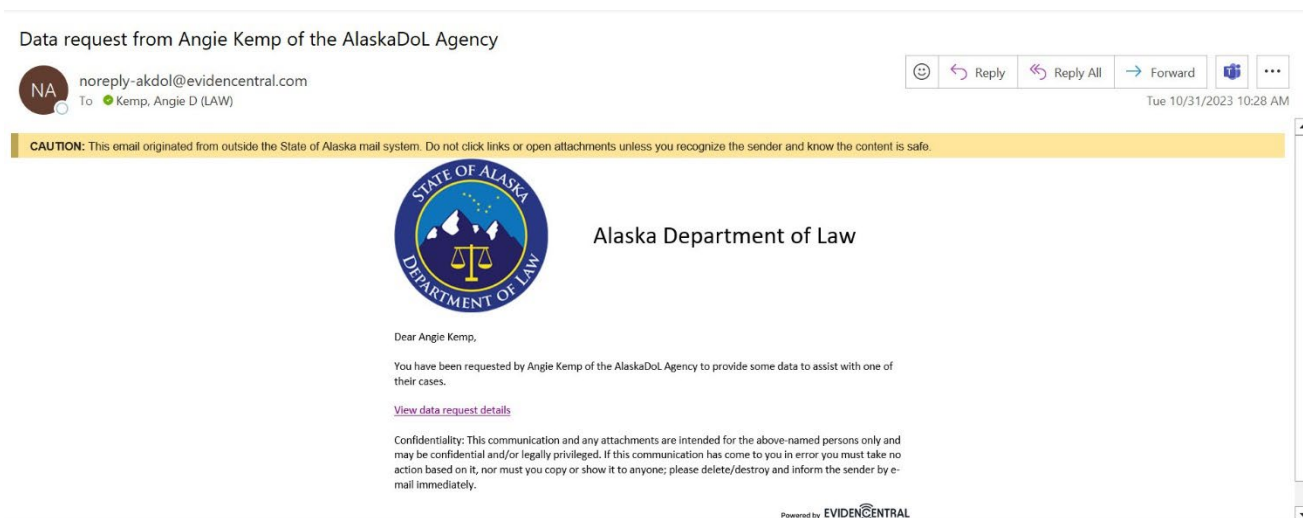 Data request from Angie Kemp of the AlaskaDoL Agency
NA
noreply-akdol@evidencentral.com
To Kemp, Angie D (LAW)
Reply
Reply All
Forward
Tue 10/31/2023 10:28 AM
CAUTION: This email originated from outside the State of Alaska mail system. Do not click links or open attachments unless you recognize the sender and know the content is safe.
STATE OF ALASKA
DEPARTMENT OF LAW
Alaska Department of Law
Dear Angie Kemp,
You have been requested by Angie Kemp of the AlaskaDoL Agency to provide some data to assist with one of
their cases.
View data request details
Confidentiality: This communication and any attachments are intended for the above-named persons only and
may be confidential and/or legally privileged. If this communication has come to you in error you must take no
action based on it, nor must you copy or show it to anyone; please delete/destroy and inform the sender by e-
mail immediately.
Powered by EVIDENCENTRAL